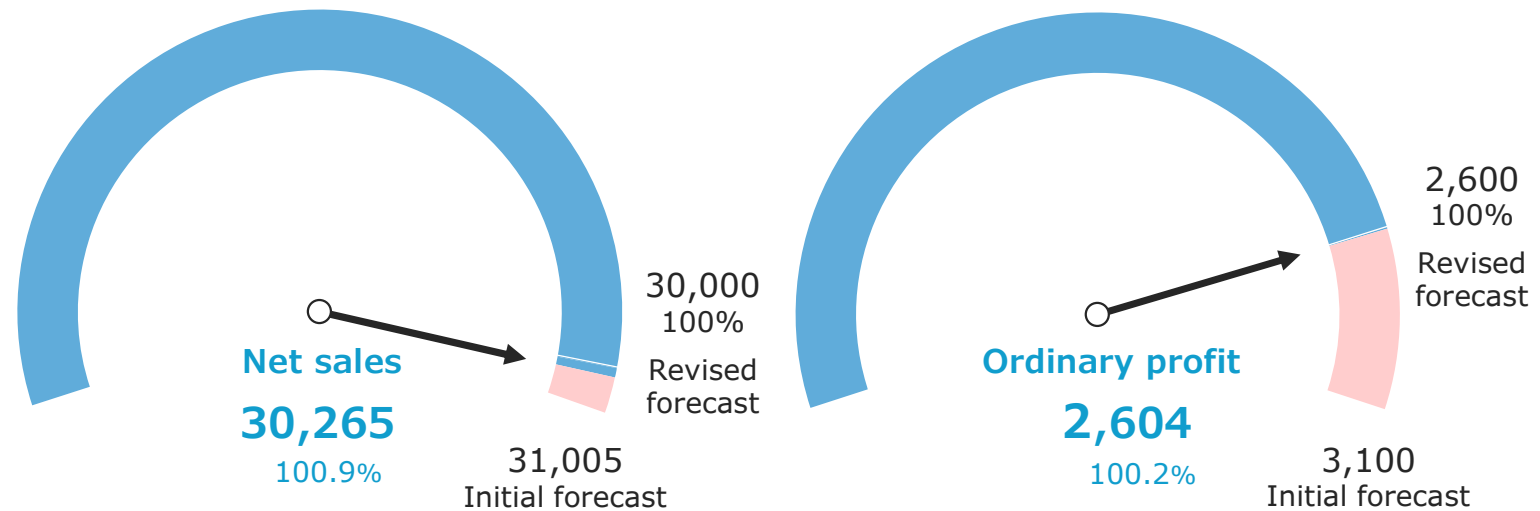 30,000
100%
Revised
forecast
Net sales
30,265
100.9%
31,005
Initial forecast
2,600
100%
Revised
forecast
Ordinary profit
2,604
100.2%
3,100
Initial forecast